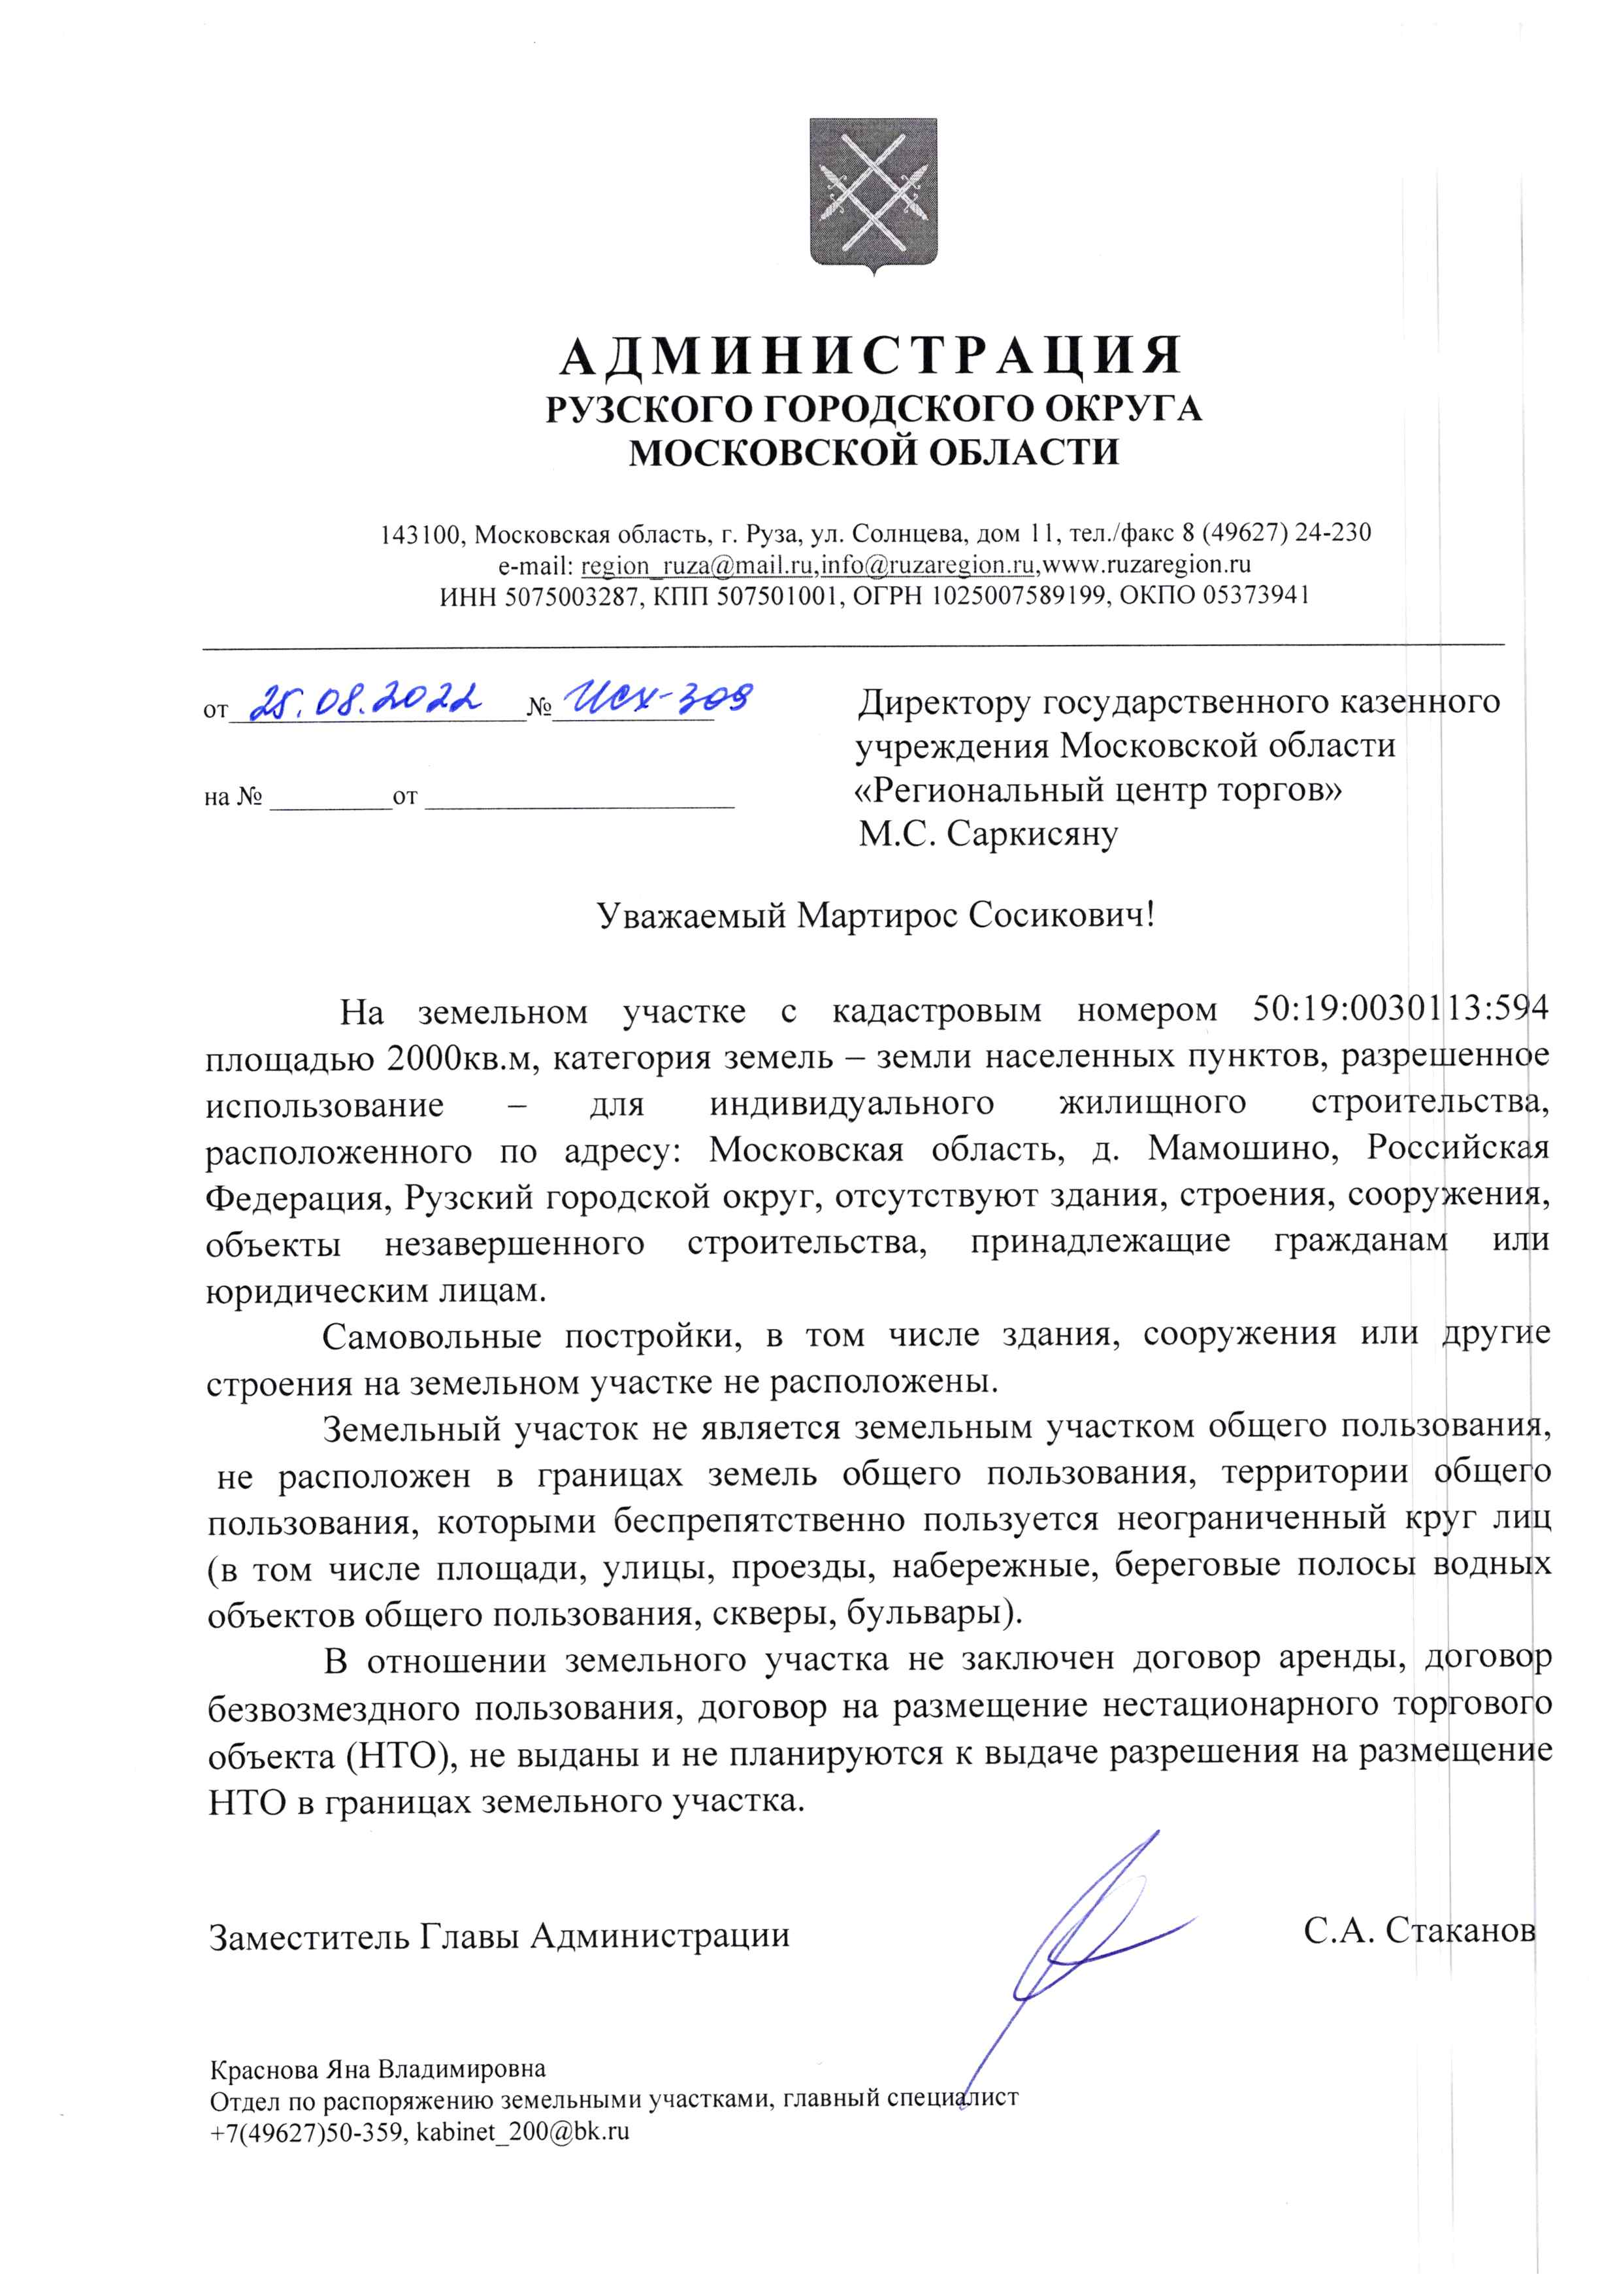 АДМИНИСТРАЦИЯ
РУЗСКОГО ГОРОДСКОГО ОКРУГА
МОСКОВСКОЙ ОБЛАСТИ
143100, Московская область, г. Руза, ул. Солнцева, дом 11, тел./факс 8 (49627) 24-230
e-mail: region_ruza@mail.ru,info@ruzaregion.ru,www.ruzaregion.ru
ИНН 5075003287, КПП 507501001, ОГРН 1025007589199, ОКПО 05373941
от 25.08.2022 № Исх-309
на № __________от _________________________
Директору государственного казенного
учреждения Московской области
«Региональный центр торгов»
М.С. Саркисяну
Уважаемый Мартирос Сосикович!
На земельном участке с кадастровым номером 50:19:0030113:594
площадью 2000кв.м, категория земель – земли населенных пунктов, разрешенное
использование – для индивидуального жилищного строительства,
расположенного по адресу: Московская область, д. Мамошино, Российская
Федерация, Рузский городской округ, отсутствуют здания, строения, сооружения,
объекты незавершенного строительства, принадлежащие гражданам или
юридическим лицам.
Самовольные постройки, в том числе здания, сооружения или другие
строения на земельном участке не расположены.
Земельный участок не является земельным участком общего пользования,
не расположен в границах земель общего пользования, территории общего
пользования, которыми беспрепятственно пользуется неограниченный круг лиц
(в том числе площади, улицы, проезды, набережные, береговые полосы водных
объектов общего пользования, скверы, бульвары).
В отношении земельного участка не заключен договор аренды, договор
безвозмездного пользования, договор на размещение нестационарного торгового
объекта (НТО), не выданы и не планируются к выдаче разрешения на размещение
НТО в границах земельного участка.
Заместитель Главы Администрации
С.А. Стаканов
Краснова Яна Владимировна
Отдел по распоряжению земельными участками, главный специалист
+7(49627)50-359, kabinet_200@bk.ru